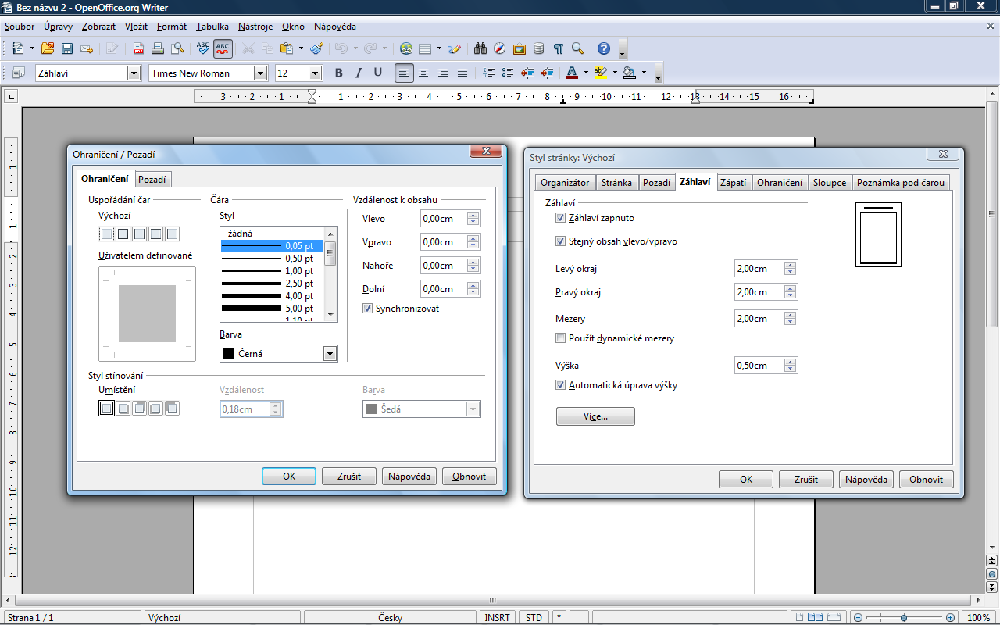 Bez názvu 2 - OpenOffice.org Writer
Soubor Úpravy Zobrazit Vložit Formát Tabulka Nástroje Okno Nápověda
Záhlaví Times New Roman 12 B I U
3 2 1 1 2 3 4 5 6 7 8 9 10 11 12 13 14 15 16
Ohraničení / Pozadí
Ohraničení Pozadí
Uspořádání čar
Výchozí
Uživatelem definované
Čára
Styl
- žádná -
0,05 pt
0,50 pt
1,00 pt
2,50 pt
4,00 pt
5,00 pt
1,10 pt
Barva
Černá
Vzdálenost k obsahu
Vlevo 0,00cm
Vpravo 0,00cm
Nahoře 0,00cm
Dolní 0,00cm
Synchronizovat
Styl stínování
Umístění
Vzdálenost
0,18cm
Barva
Šedá
OK Zrušit Nápověda Obnovit
Styl stránky: Výchozí
Organizátor Stránka Pozadí Záhlaví Zápatí Ohraničení Sloupce Poznámka pod čarou
Záhlaví
Záhlaví zapnuto
Stejný obsah vlevo/vpravo
Levý okraj 2,00cm
Pravý okraj 2,00cm
Mezery 2,00cm
Použít dynamické mezery
Výška 0,50cm
Automatická úprava výšky
Více...
OK Zrušit Nápověda Obnovit
1
1
2
3
4
5
6
7
8
9
10
11
12
Strana 1 / 1 Výchozí Česky INSRT STD * 100%